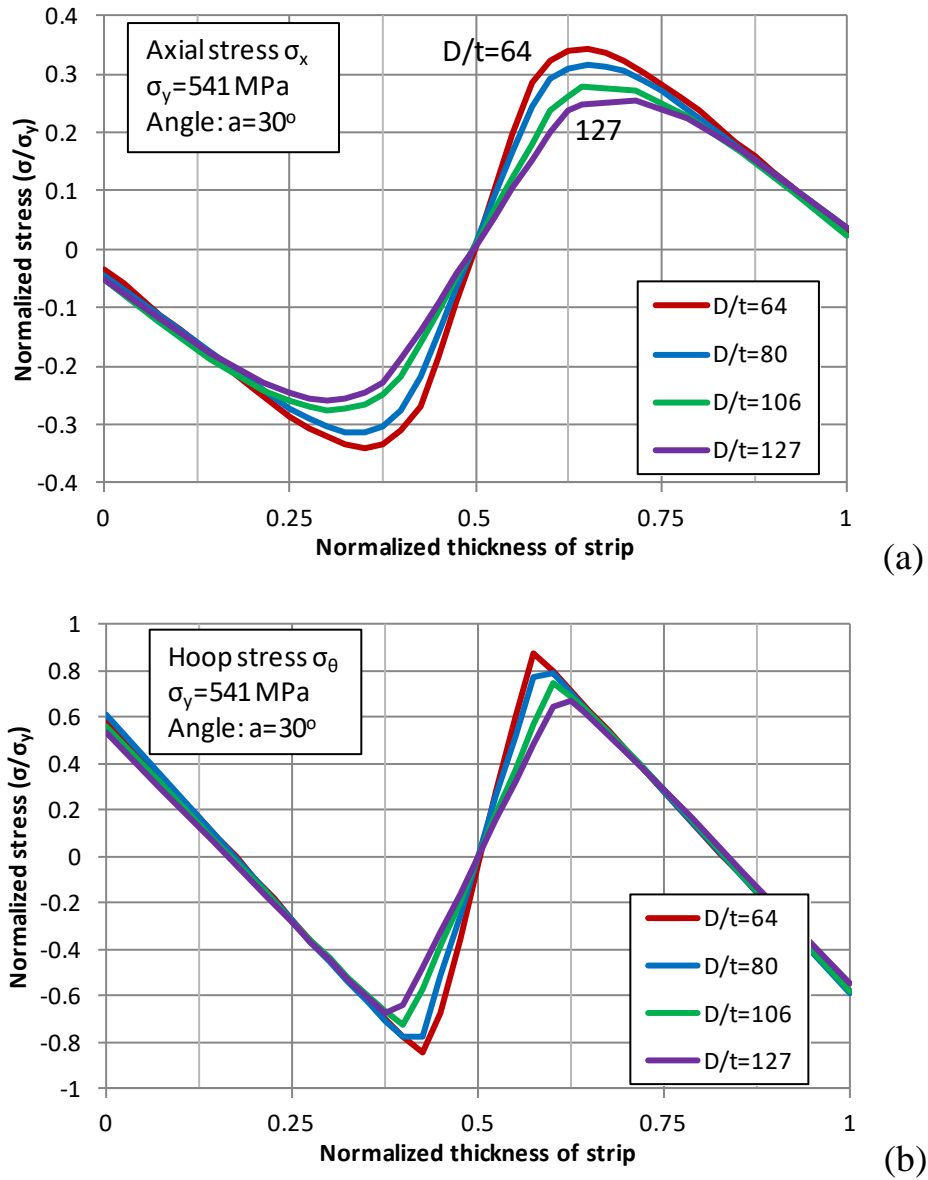 0.4
0.3
0.2
0.1
0
-0.1
-0.2
-0.3
-0.4
Normalized stress (σ/σy)
Axial stress σx
σy=541 MPa
Angle: a=30º
D/t=64
127
D/t=64
D/t=80
D/t=106
D/t=127
0 0.25 0.5 0.75 1
Normalized thickness of strip
(a)
1
0.8
0.6
0.4
0.2
0
-0.2
-0.4
-0.6
-0.8
-1
Normalized stress (σ/σy)
Hoop stress σθ
σy=541 MPa
Angle: a=30º
D/t=64
D/t=80
D/t=106
D/t=127
0 0.25 0.5 0.75 1
Normalized thickness of strip
(b)